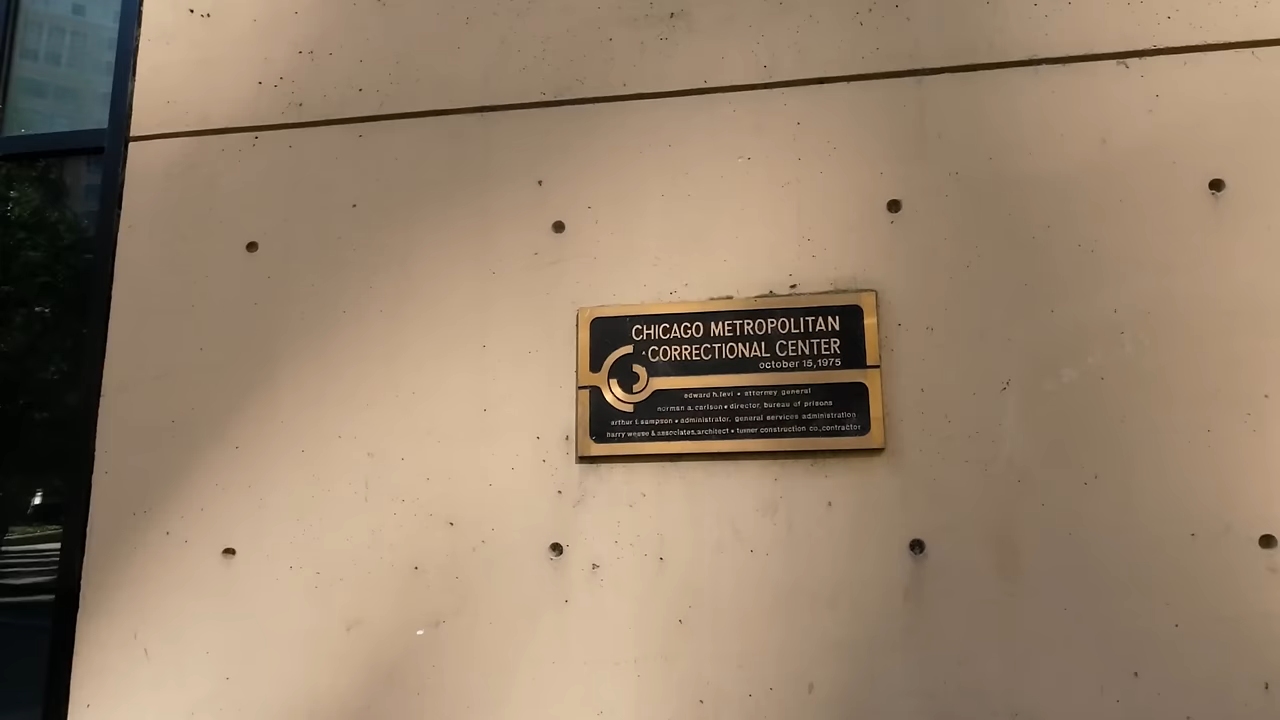 CHICAGO METROPOLITAN
CORRECTIONAL CENTER
october 15, 1975
edward h. levi • attorney general
norman a. carlson • director, bureau of prisons
arthur f. sampson • administrator, general services administration
harry weese & associates, architect • turner construction co., contractor